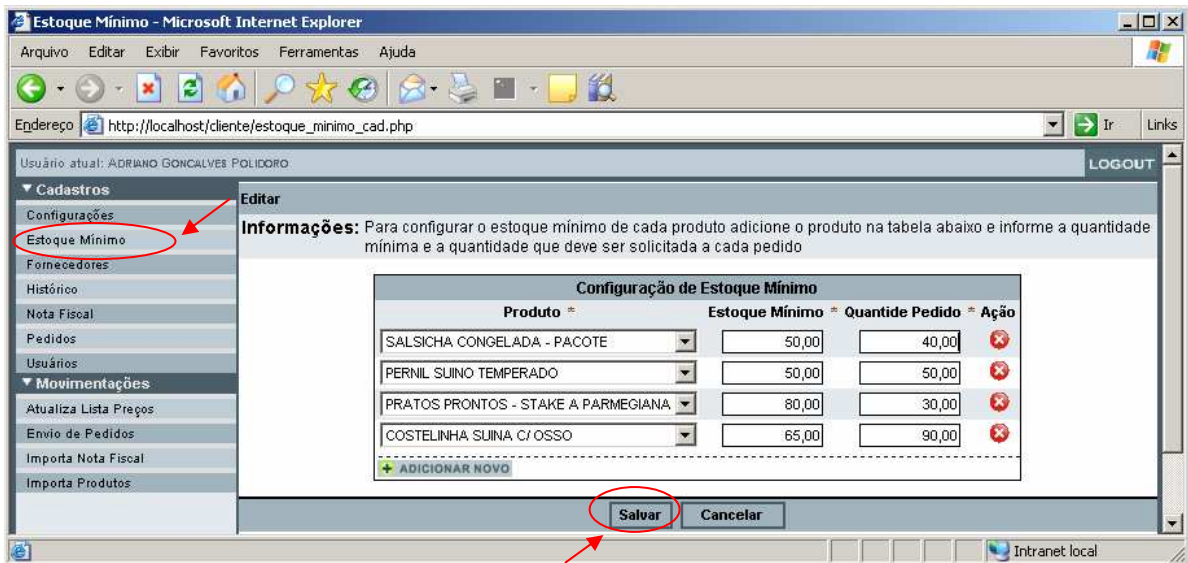 Estoque Mínimo - Microsoft Internet Explorer
Arquivo Editar Exibir Favoritos Ferramentas Ajuda
Endereço http://localhost/cliente/estoque_minimo_cad.php Ir Links
Usuário atual: ADRIANO GONCALVES POLIDORO LOGOUT
Cadastros
Configurações
Estoque Mínimo
Fornecedores
Histórico
Nota Fiscal
Pedidos
Usuários
Movimentações
Atualiza Lista Preços
Envio de Pedidos
Importa Nota Fiscal
Importa Produtos
Editar
Informações: Para configurar o estoque mínimo de cada produto adicione o produto na tabela abaixo e informe a quantidade
mínima e a quantidade que deve ser solicitada a cada pedido
Configuração de Estoque Mínimo
Produto * Estoque Mínimo * Quantide Pedido * Ação
SALSICHA CONGELADA - PACOTE 50,00 40,00
PERNIL SUINO TEMPERADO 50,00 50,00
PRATOS PRONTOS - STAKE A PARMEGIANA 80,00 30,00
COSTELINHA SUINA C/ OSSO 65,00 90,00
+ ADICIONAR NOVO
Salvar Cancelar
Intranet local